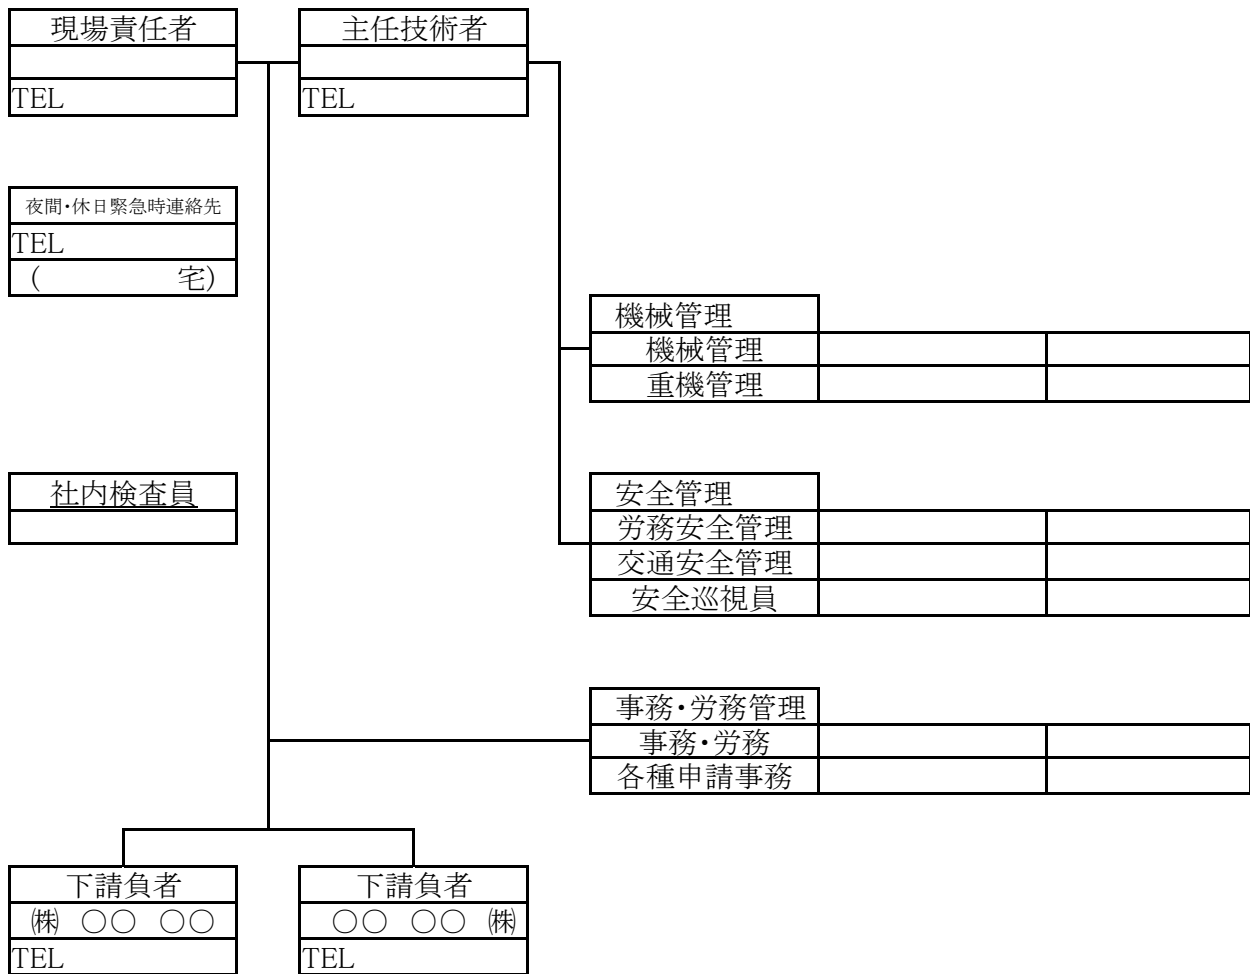 現場責任者
主任技術者
TEL
TEL
夜間・休日緊急時連絡先
TEL
(　　　　　宅)
機械管理
機械管理
重機管理
社内検査員
安全管理
労務安全管理
交通安全管理
安全巡視員
事務・労務管理
事務・労務
各種申請事務
下請負者
下請負者
㈱ ○○ ○○
○○ ○○ ㈱
TEL
TEL